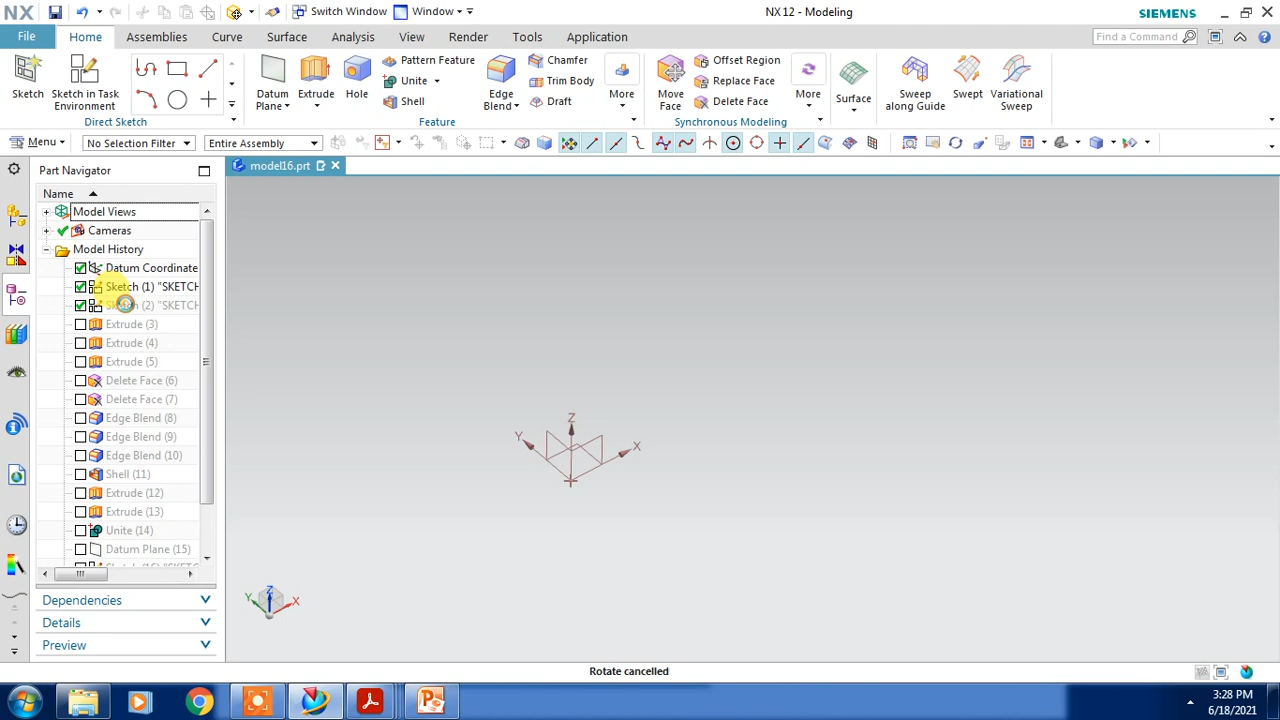 NX
Switch Window
Window
NX 12 - Modeling
SIEMENS
File
Home
Assemblies
Curve
Surface
Analysis
View
Render
Tools
Application
Find a Command
Sketch
Sketch in Task
Environment
Direct Sketch
Datum
Plane
Extrude
Hole
Pattern Feature
Unite
Shell
Edge
Blend
Chamfer
Trim Body
Draft
More
Feature
Move
Face
Offset Region
Replace Face
Delete Face
More
Synchronous Modeling
Surface
Sweep
along Guide
Swept
Variational
Sweep
Menu
No Selection Filter
Entire Assembly
Part Navigator
model16.prt
Name
Model Views
Cameras
Model History
Datum Coordinate
Sketch (1) "SKETCH
Sketch (2) "SKETCH
Extrude (3)
Extrude (4)
Extrude (5)
Delete Face (6)
Delete Face (7)
Edge Blend (8)
Edge Blend (9)
Edge Blend (10)
Shell (11)
Extrude (12)
Extrude (13)
Unite (14)
Datum Plane (15)
Sketch (16) "SKETCH
Dependencies
Details
Preview
Z
Y
X
Z
Y
X
Rotate cancelled
3:28 PM
6/18/2021